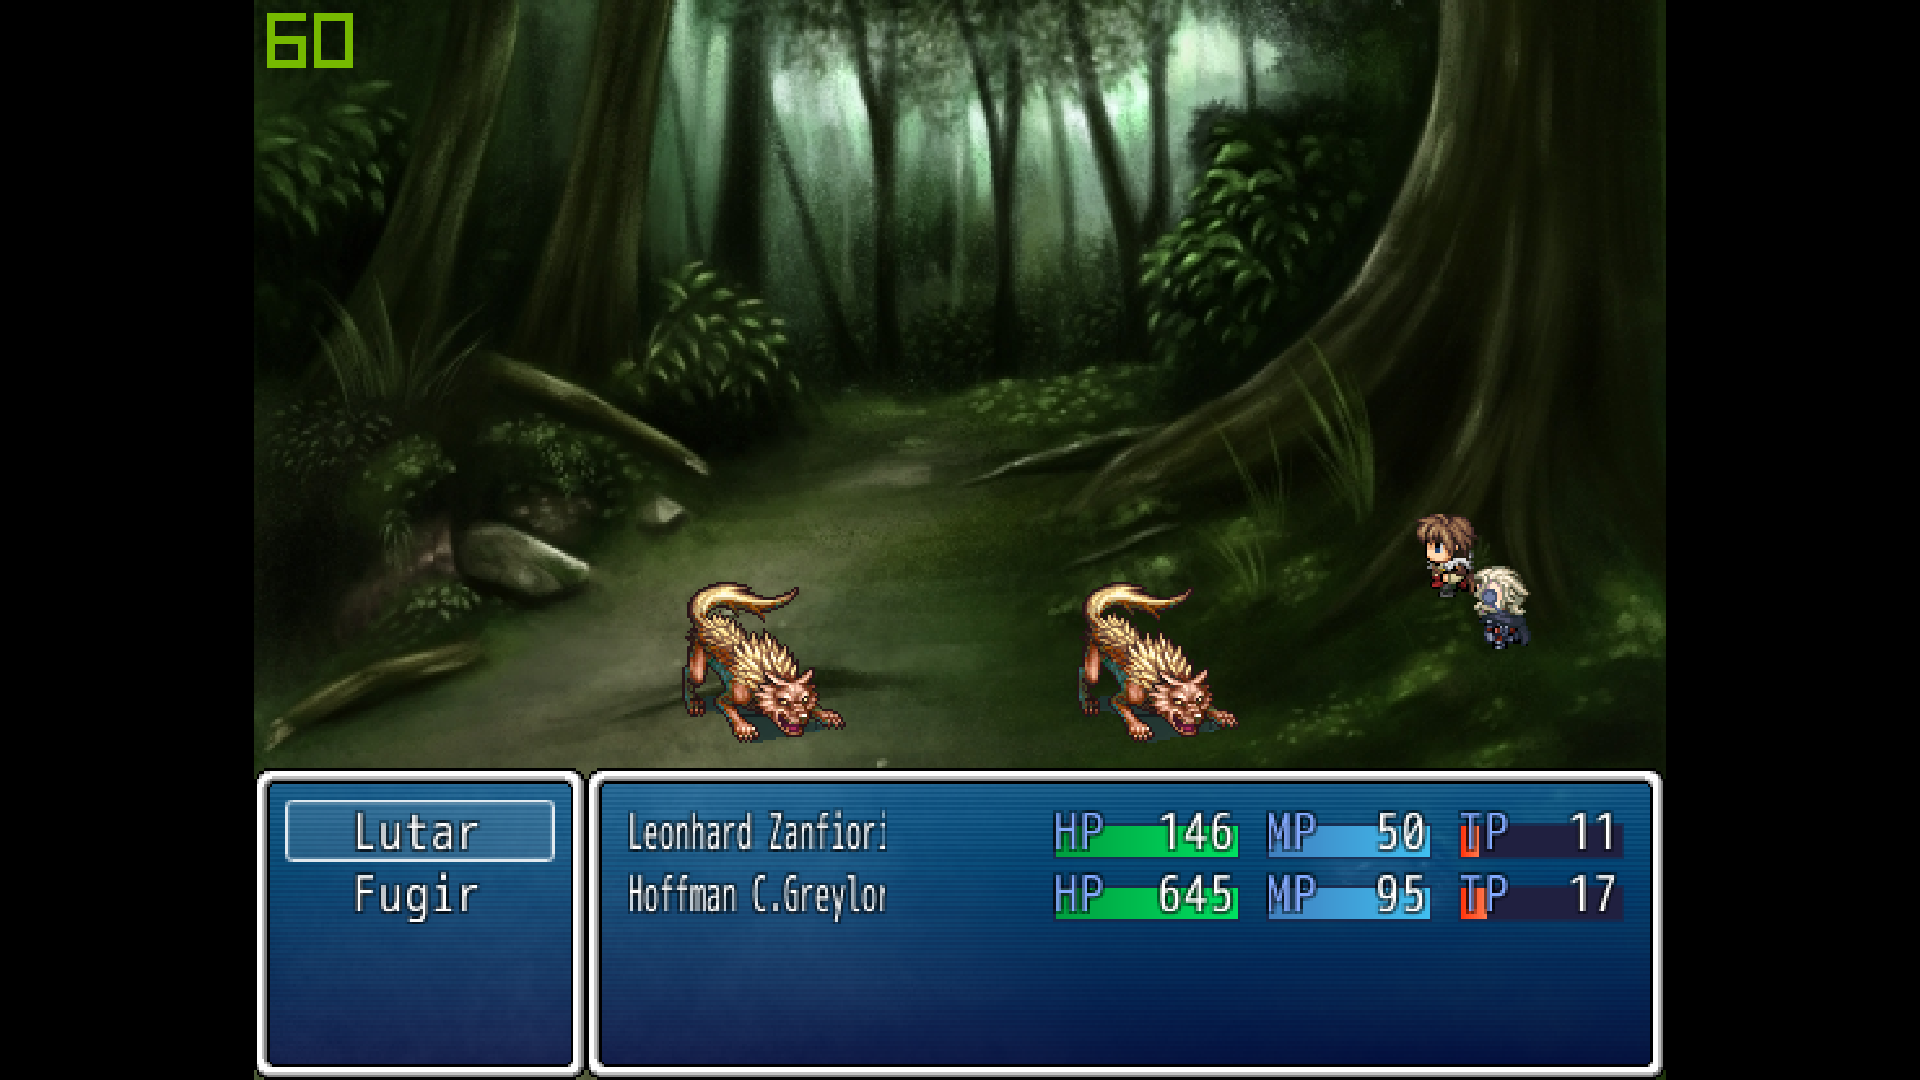 60
Lutar
Fugir
Leonhard Zanfiori HP 146 MP 50 TP 11
Hoffman C.Greylor HP 645 MP 95 TP 17